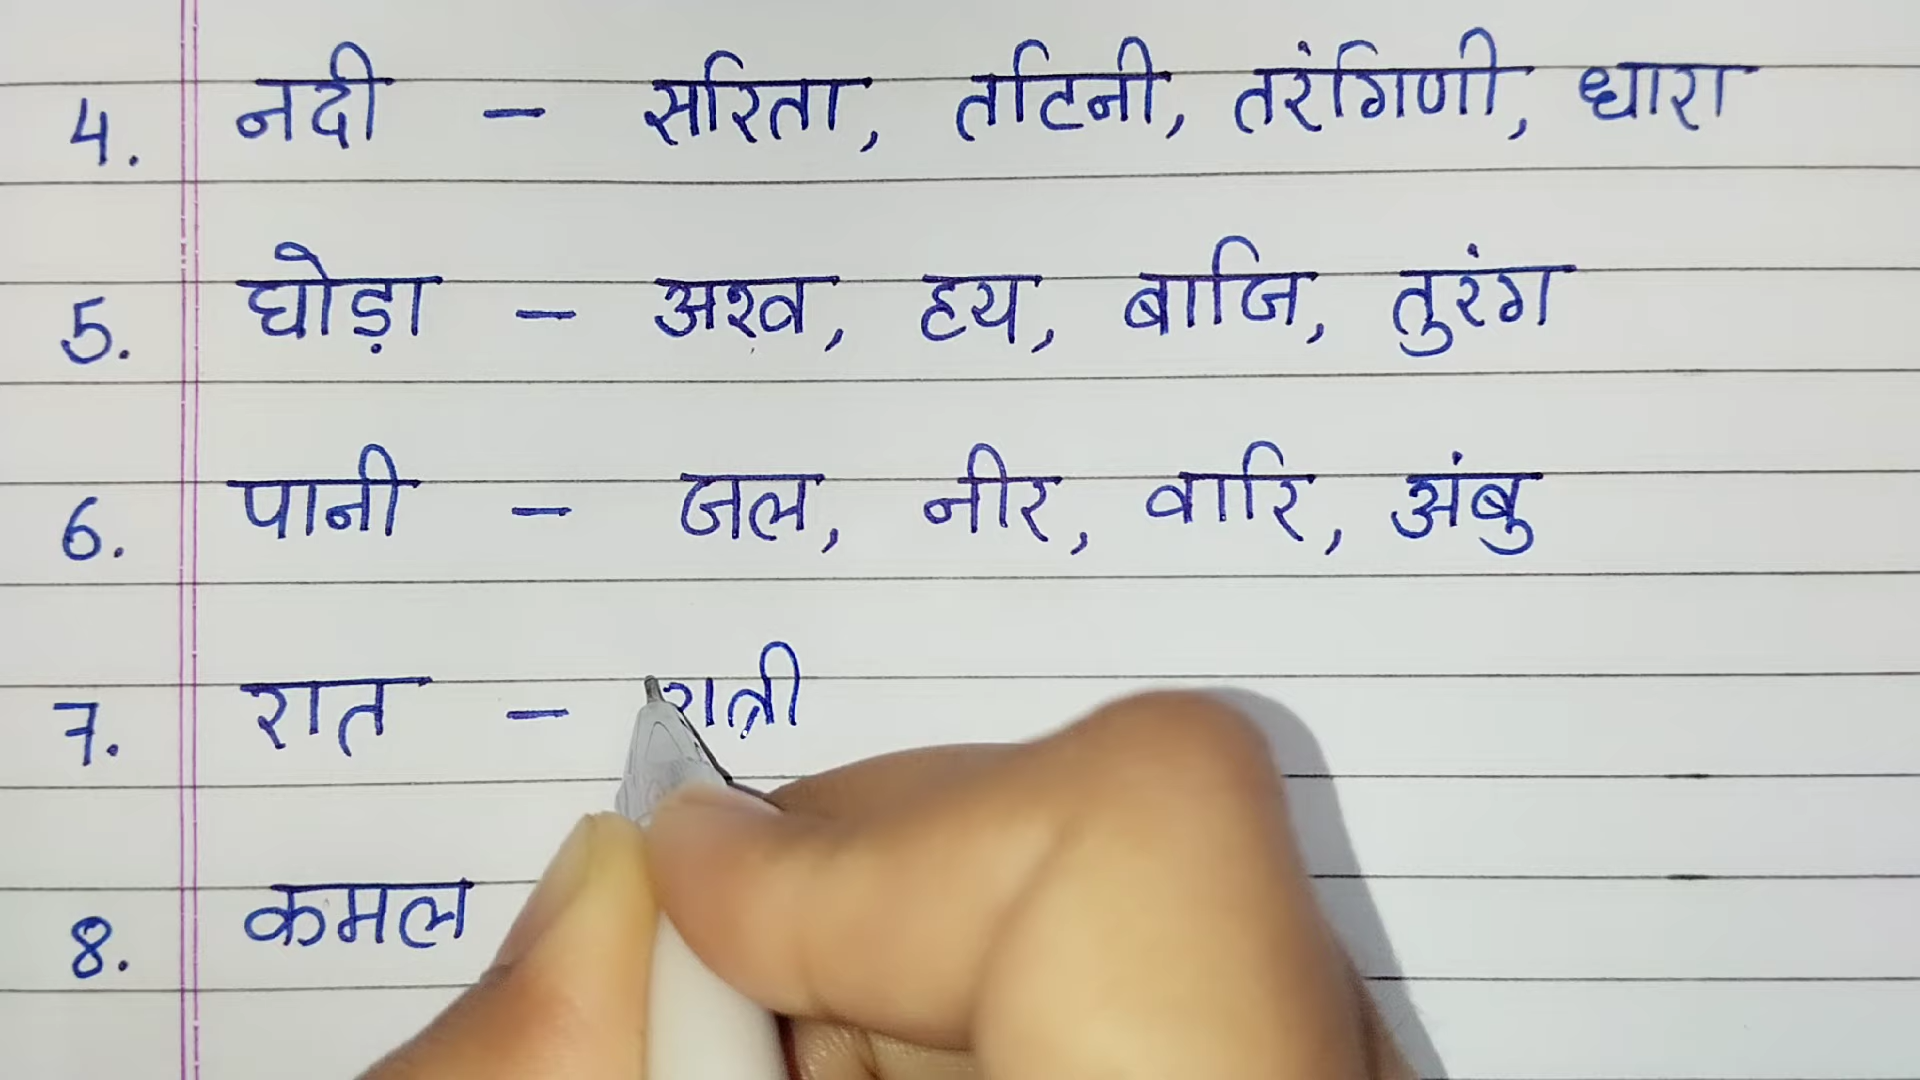 4. नदी – सरिता, तटिनी, तरंगिणी, धारा
5. घोड़ा – अश्व, हय, बाजि, तुरंग
6. पानी – जल, नीर, वारि, अंबु
7. रात – रात्री
8. कमल